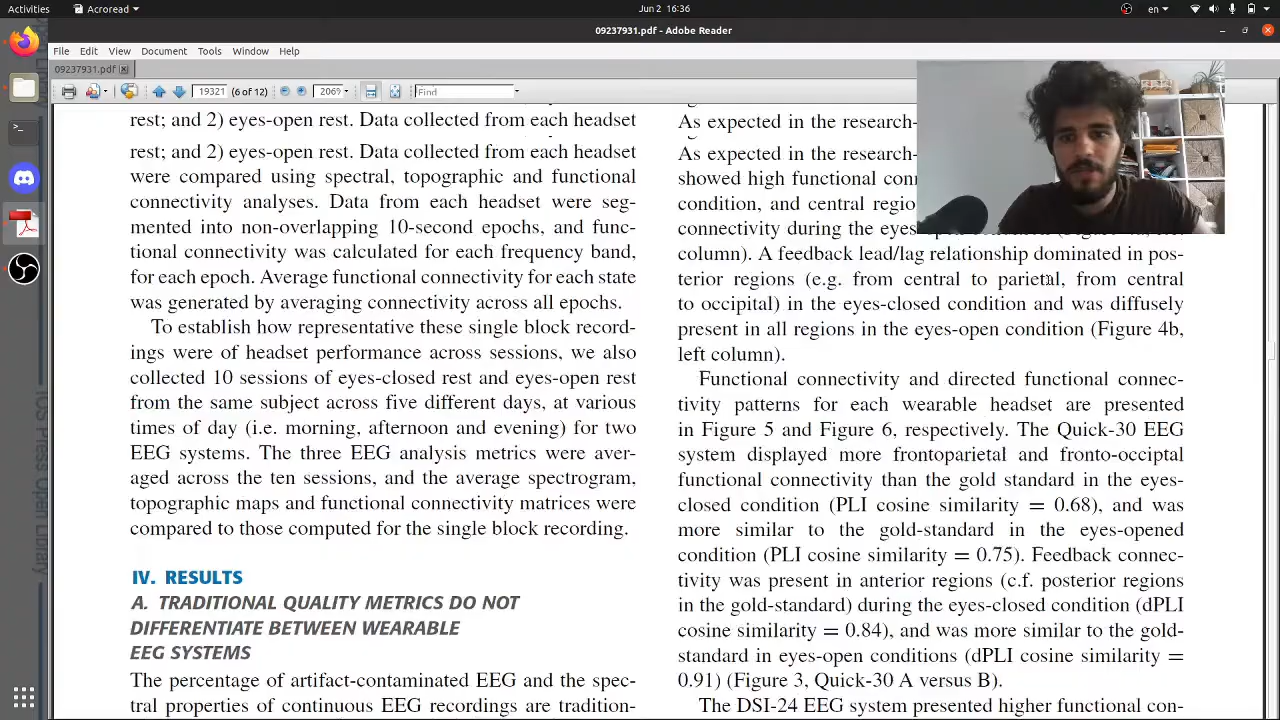 Activities
Acroread
Jun 2 16:36
en
09237931.pdf - Adobe Reader
File Edit View Document Tools Window Help
09237931.pdf
19321 (6 of 12)
206%
Find
rest; and 2) eyes-open rest. Data collected from each headset
rest; and 2) eyes-open rest. Data collected from each headset
were compared using spectral, topographic and functional
connectivity analyses. Data from each headset were seg-
mented into non-overlapping 10-second epochs, and func-
tional connectivity was calculated for each frequency band,
for each epoch. Average functional connectivity for each state
was generated by averaging connectivity across all epochs.
To establish how representative these single block record-
ings were of headset performance across sessions, we also
collected 10 sessions of eyes-closed rest and eyes-open rest
from the same subject across five different days, at various
times of day (i.e. morning, afternoon and evening) for two
EEG systems. The three EEG analysis metrics were aver-
aged across the ten sessions, and the average spectrogram,
topographic maps and functional connectivity matrices were
compared to those computed for the single block recording.
IV. RESULTS
A. TRADITIONAL QUALITY METRICS DO NOT
DIFFERENTIATE BETWEEN WEARABLE
EEG SYSTEMS
The percentage of artifact-contaminated EEG and the spec-
tral properties of continuous EEG recordings are tradition-
As expected in the research-
As expected in the research-
showed high functional con
condition, and central regio
connectivity during the eyes-
column). A feedback lead/lag relationship dominated in pos-
terior regions (e.g. from central to parietal, from central
to occipital) in the eyes-closed condition and was diffusely
present in all regions in the eyes-open condition (Figure 4b,
left column).
Functional connectivity and directed functional connec-
tivity patterns for each wearable headset are presented
in Figure 5 and Figure 6, respectively. The Quick-30 EEG
system displayed more frontoparietal and fronto-occiptal
functional connectivity than the gold standard in the eyes-
closed condition (PLI cosine similarity = 0.68), and was
more similar to the gold-standard in the eyes-opened
condition (PLI cosine similarity = 0.75). Feedback connec-
tivity was present in anterior regions (c.f. posterior regions
in the gold-standard) during the eyes-closed condition (dPLI
cosine similarity = 0.84), and was more similar to the gold-
standard in eyes-open conditions (dPLI cosine similarity =
0.91) (Figure 3, Quick-30 A versus B).
The DSI-24 EEG system presented higher functional con-